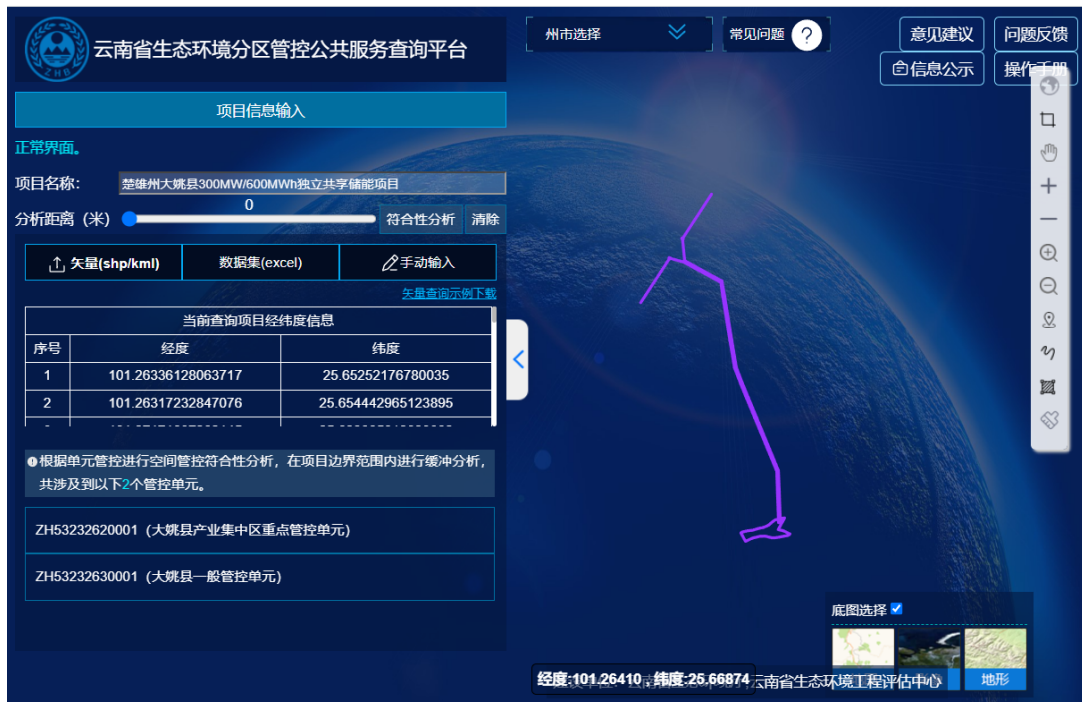 云南省生态环境分区管控公共服务查询平台
ZHB
州市选择
常见问题 ?
意见建议
问题反馈
信息公示
操作手册
项目信息输入
正常界面。
项目名称: 楚雄州大姚县300MW/600MWh独立共享储能项目
0
分析距离 (米) 符合性分析 清除
矢量(shp/kml) 数据集(excel) 手动输入
矢量查询示例下载
当前查询项目经纬度信息
序号 经度 纬度
1 101.26336128063717 25.65252176780035
2 101.26317232847076 25.654442965123895
根据单元管控进行空间管控符合性分析，在项目边界范围内进行缓冲分析，
共涉及到以下2个管控单元。
ZH53232620001（大姚县产业集中区重点管控单元）
ZH53232630001（大姚县一般管控单元）
底图选择
地形
经度:101.26410 纬度:25.66874
云南省生态环境工程评估中心